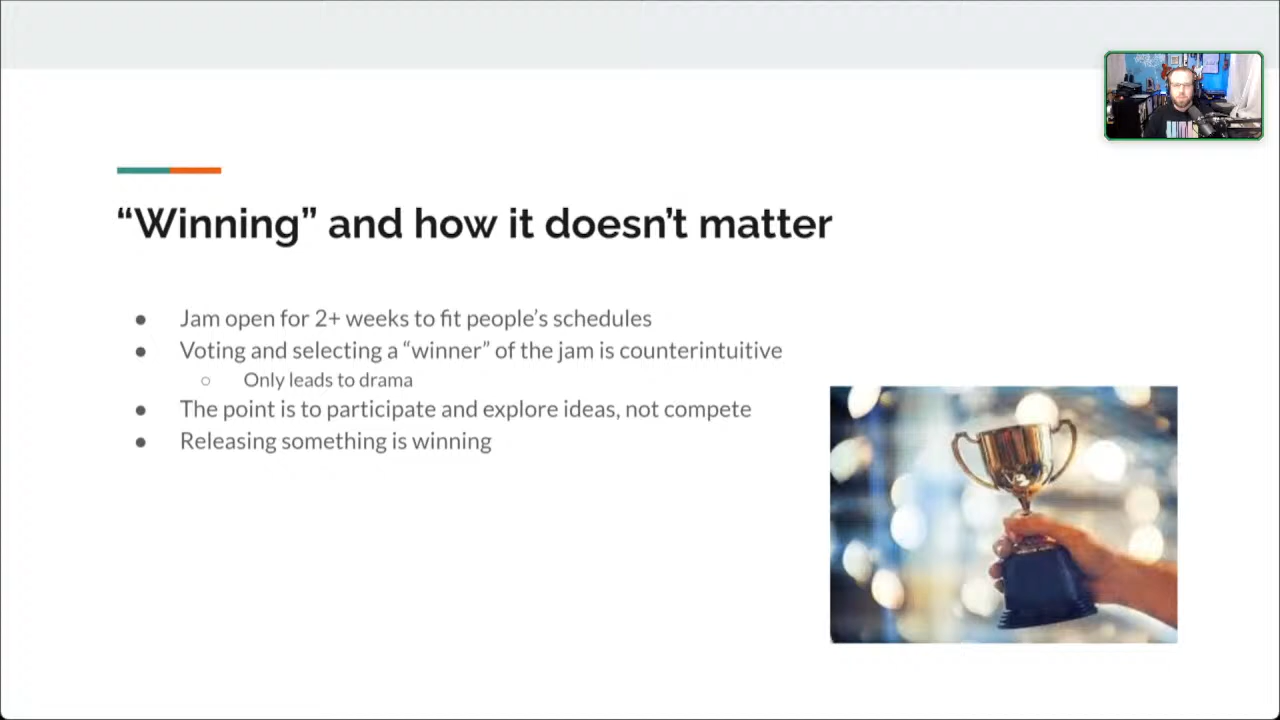 “Winning” and how it doesn’t matter
● Jam open for 2+ weeks to fit people’s schedules
● Voting and selecting a “winner” of the jam is counterintuitive
○ Only leads to drama
● The point is to participate and explore ideas, not compete
● Releasing something is winning